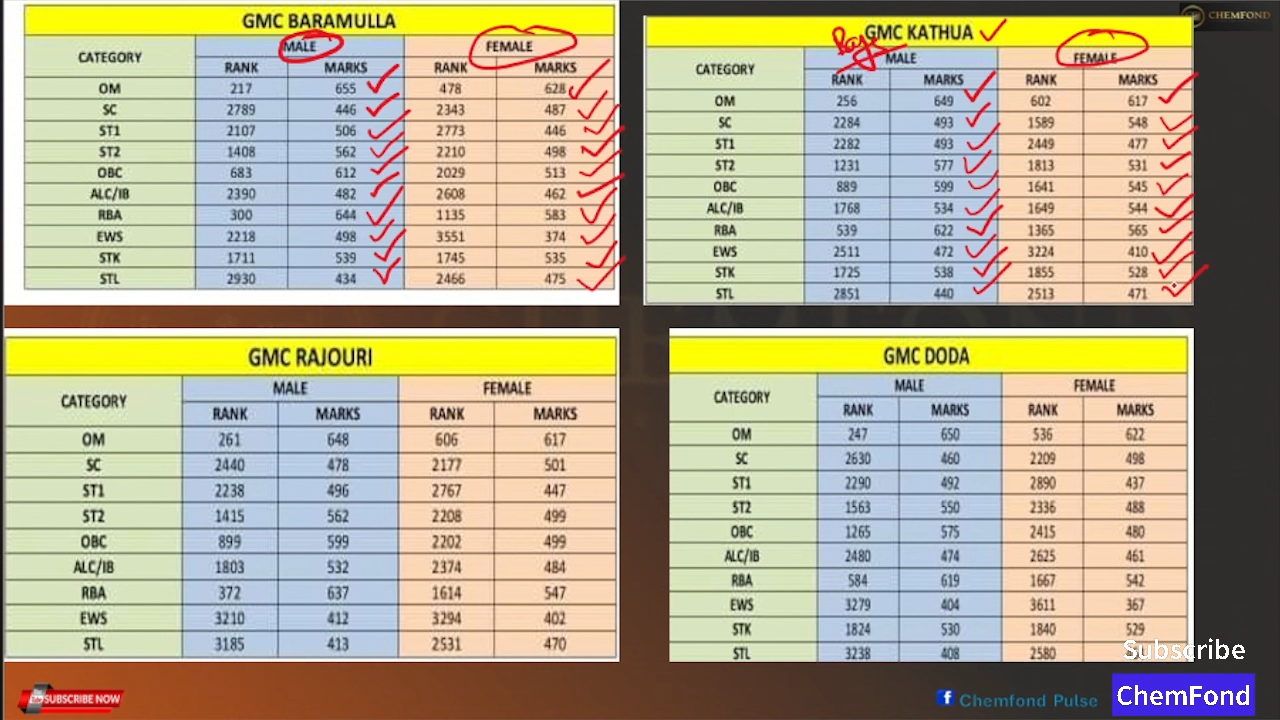 CHEMFOND
GMC BARAMULLA
CATEGORY MALE FEMALE
RANK MARKS RANK MARKS
OM 217 655 478 628
SC 2789 446 2343 487
ST1 2107 506 2773 446
ST2 1408 562 2210 498
OBC 683 612 2029 513
ALC/IB 2390 482 2608 462
RBA 300 644 1135 583
EWS 2218 498 3551 374
STK 1711 539 1745 535
STL 2930 434 2466 475
GMC KATHUA
CATEGORY MALE FEMALE
RANK MARKS RANK MARKS
OM 256 649 602 617
SC 2284 493 1589 548
ST1 2282 493 2449 477
ST2 1231 577 1813 531
OBC 889 599 1641 545
ALC/IB 1768 534 1649 544
RBA 539 622 1365 565
EWS 2511 472 3224 410
STK 1725 538 1855 528
STL 2851 440 2513 471
GMC RAJOURI
CATEGORY MALE FEMALE
RANK MARKS RANK MARKS
OM 261 648 606 617
SC 2440 478 2177 501
ST1 2238 496 2767 447
ST2 1415 562 2208 499
OBC 899 599 2202 499
ALC/IB 1803 532 2374 484
RBA 372 637 1614 547
EWS 3210 412 3294 402
STL 3185 413 2531 470
GMC DODA
CATEGORY MALE FEMALE
RANK MARKS RANK MARKS
OM 247 650 536 622
SC 2630 460 2209 498
ST1 2290 492 2890 437
ST2 1563 550 2336 488
OBC 1265 575 2415 480
ALC/IB 2480 474 2625 461
RBA 584 619 1667 542
EWS 3279 404 3611 367
STK 1824 530 1840 529
STL 3238 408 2580
Subscribe
ChemFond
SUBSCRIBE NOW
f Chemfond Pulse